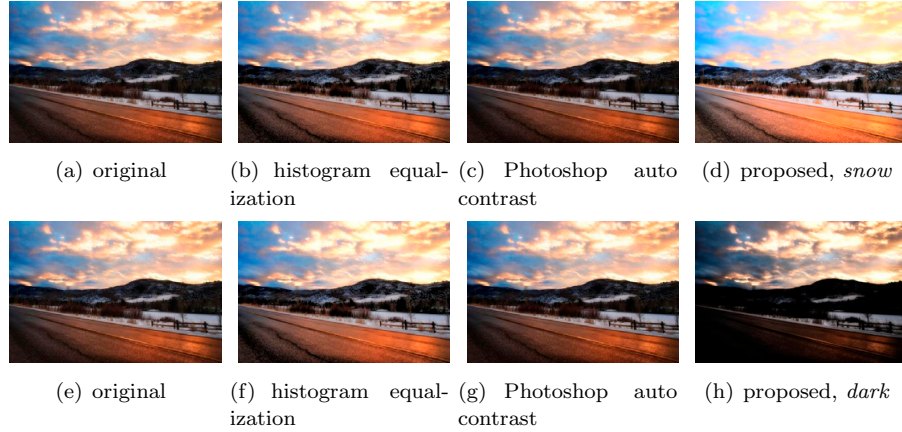 (a) original
(b) histogram equal-
ization
(c) Photoshop auto
contrast
(d) proposed, snow
(e) original
(f) histogram equal-
ization
(g) Photoshop auto
contrast
(h) proposed, dark